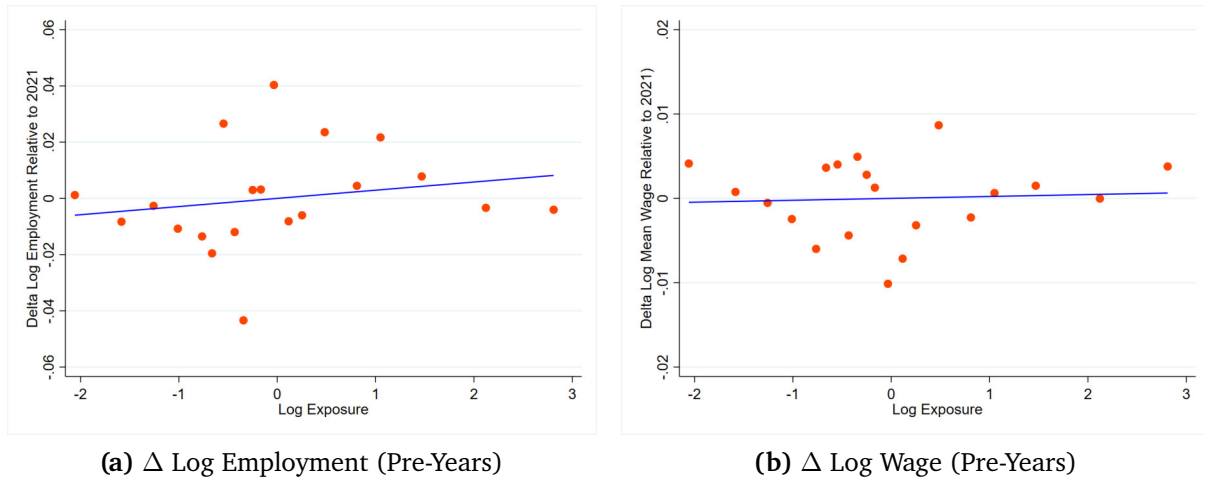 Delta Log Employment Relative to 2021
.06
.04
.02
0
-.02
-.04
-.06
-2 -1 0 1 2 3
Log Exposure
(a) Δ Log Employment (Pre-Years)
Delta Log Mean Wage Relative to 2021)
.02
.01
0
-.01
-.02
-2 -1 0 1 2 3
Log Exposure
(b) Δ Log Wage (Pre-Years)